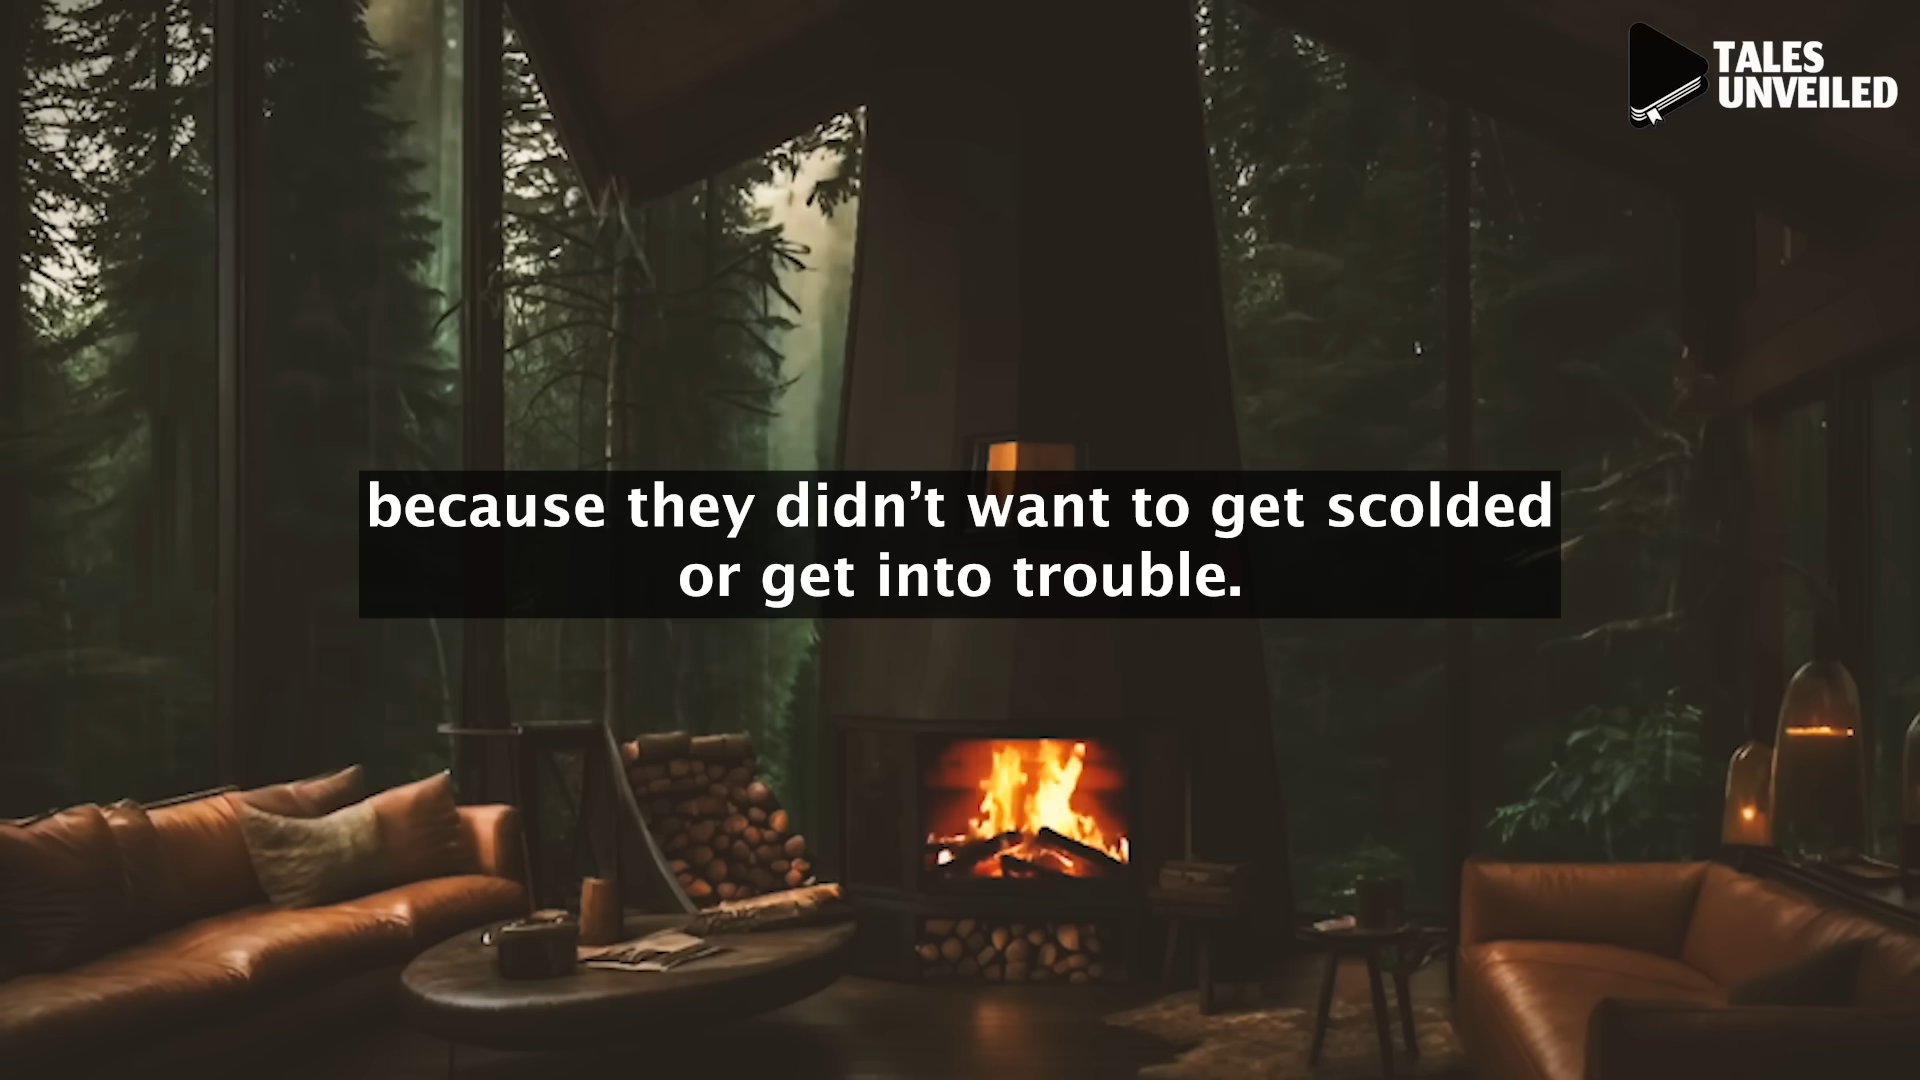 TALES
UNVEILED
because they didn’t want to get scolded
or get into trouble.